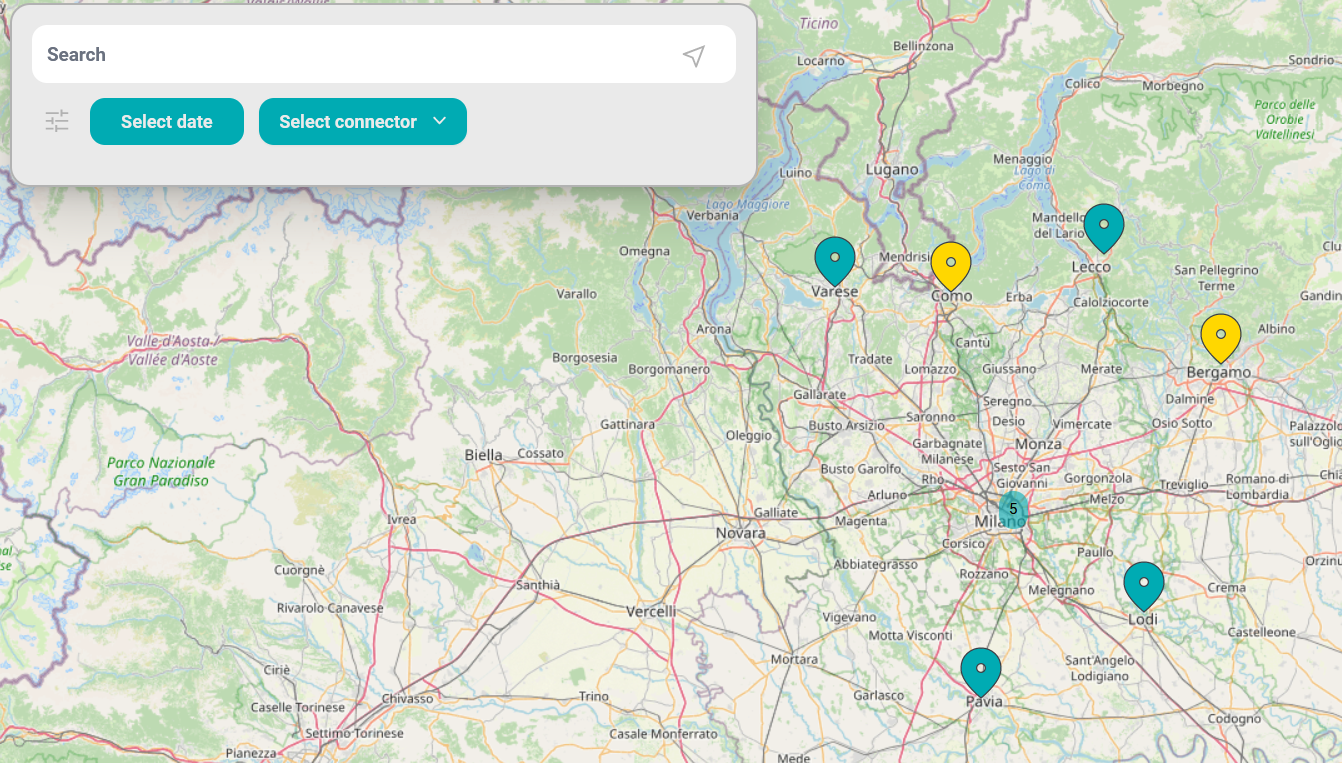 Search
Select date
Select connector
Ticino
Bellinzona
Locarno
Sondrio
Colico
Morbegno
Parco delle
Orobie
Valtellinesi
Menaggio
Lago di
Como
Luino
Lugano
Lago Maggiore
Verbania
Mandello
del Lario
Omegna
Mendrisi
Lecco
San Pellegrino
Terme
Varallo
Varese
Como
Erba
Calolziocorte
Gandin
Arona
Albino
Valle d'Aosta /
Vallée d'Aoste
Cantù
Borgosesia
Borgomanero
Tradate
Lomazzo
Giussano
Merate
Bergamo
Gallarate
Seregno
Dalmine
Gattinara
Oleggio
Busto Arsizio
Saronno
Desio
Vimercate
Osio Sotto
Palazzolo
sull'Oglio
Biella
Cossato
Garbagnate
Milanese
Monza
Parco Nazionale
Gran Paradiso
Busto Garolfo
Rho
Sesto San
Giovanni
Gorgonzola
Treviglio
Romano di
Lombardia
Arluno
Melzo
5
Milano
Ivrea
Galliate
Magenta
Novara
Corsico
Paullo
Cuorgnè
Abbiategrasso
Rozzano
Santhià
Melegnano
Crema
Rivarolo Canavese
Vercelli
Vigevano
Lodi
Motta Visconti
Castelleone
Mortara
Sant'Angelo
Lodigiano
Ciriè
Chivasso
Trino
Garlasco
Pavia
Caselle Torinese
Codogno
Settimo Torinese
Casale Monferrato
Pianezza
Mede